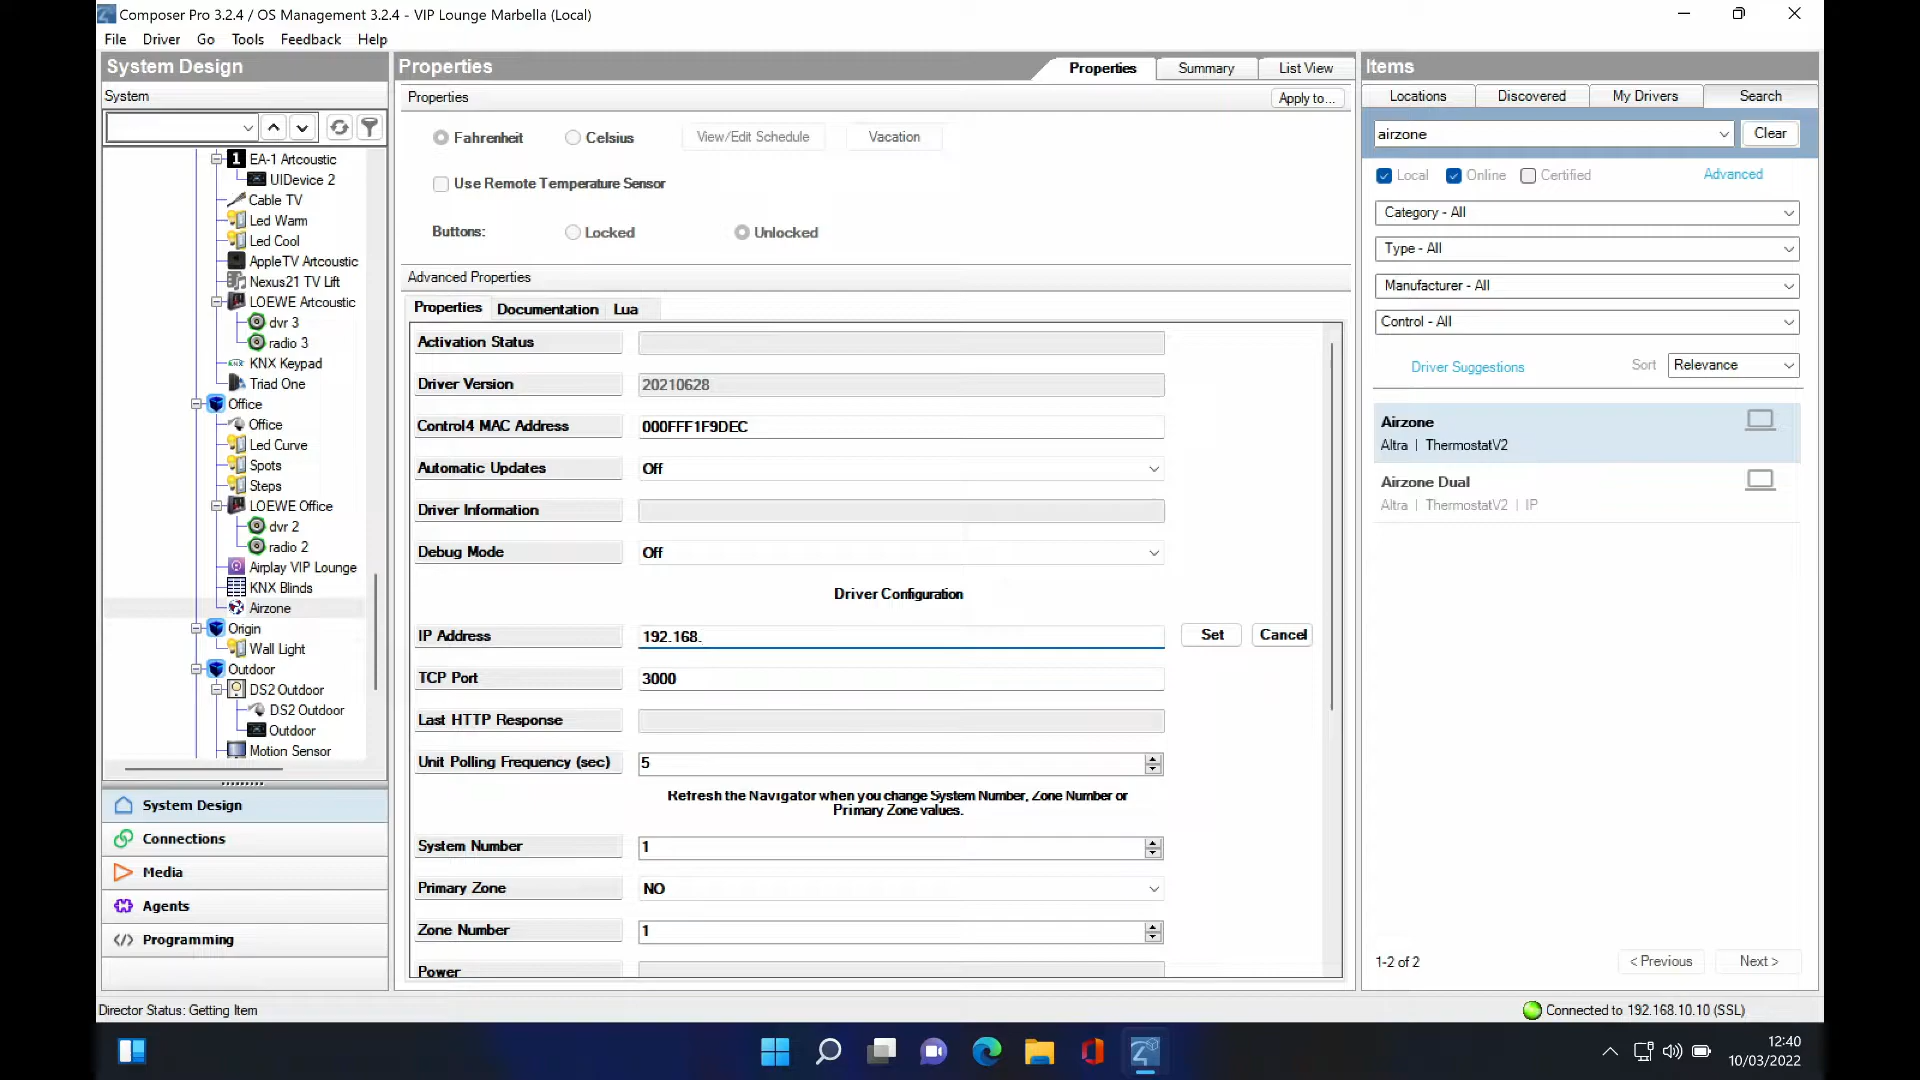 Composer Pro 3.2.4 / OS Management 3.2.4 - VIP Lounge Marbella (Local)
File Driver Go Tools Feedback Help
System Design
System
EA-1 Artcoustic
UIDevice 2
Cable TV
Led Warm
Led Cool
AppleTV Artcoustic
Nexus21 TV Lift
LOEWE Artcoustic
dvr 3
radio 3
KNX Keypad
Triad One
Office
Office
Led Curve
Spots
Steps
LOEWE Office
dvr 2
radio 2
Airplay VIP Lounge
KNX Blinds
Airzone
Origin
Wall Light
Outdoor
DS2 Outdoor
DS2 Outdoor
Outdoor
Motion Sensor
System Design
Connections
Media
Agents
Programming
Properties
Properties Summary List View
Properties
Apply to...
Fahrenheit Celsius View/Edit Schedule Vacation
Use Remote Temperature Sensor
Buttons: Locked Unlocked
Advanced Properties
Properties Documentation Lua
Activation Status
Driver Version 20210628
Control4 MAC Address 000FFF1F9DEC
Automatic Updates Off
Driver Information
Debug Mode Off
Driver Configuration
IP Address 192.168. Set Cancel
TCP Port 3000
Last HTTP Response
Unit Polling Frequency (sec) 5
Refresh the Navigator when you change System Number, Zone Number or
Primary Zone values.
System Number 1
Primary Zone NO
Zone Number 1
Power
Items
Locations Discovered My Drivers Search
airzone Clear
Local Online Certified Advanced
Category - All
Type - All
Manufacturer - All
Control - All
Driver Suggestions Sort Relevance
Airzone
Altra | ThermostatV2
Airzone Dual
Altra | ThermostatV2 | IP
1-2 of 2 < Previous Next >
Director Status: Getting Item
Connected to 192.168.10.10 (SSL)
12:40
10/03/2022